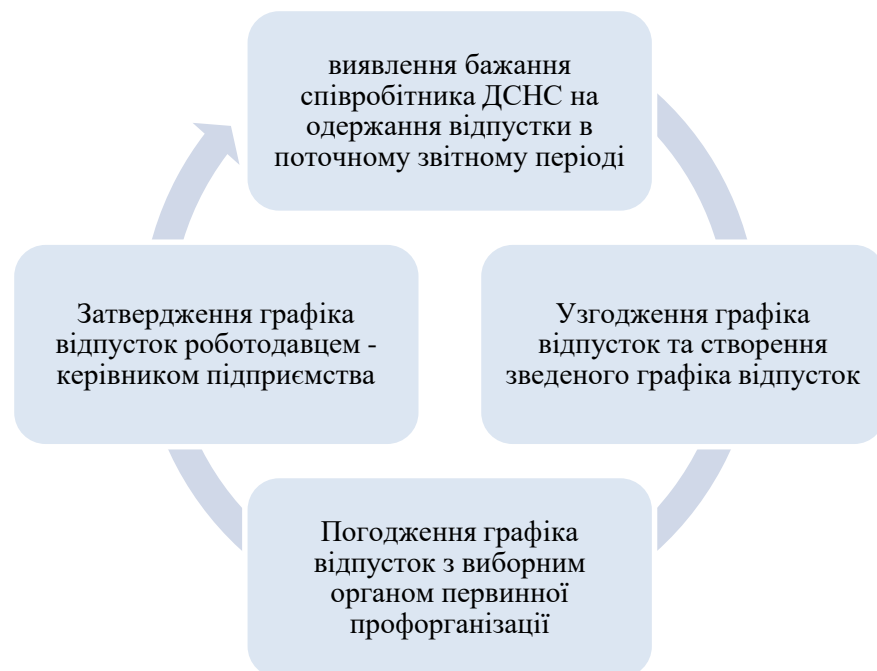 виявлення бажання
співробітника ДСНС на
одержання відпустки в
поточному звітному періоді
Узгодження графіка
відпусток та створення
зведеного графіка відпусток
Погодження графіка
відпусток з виборним
органом первинної
профорганізації
Затвердження графіка
відпусток роботодавцем -
керівником підприємства